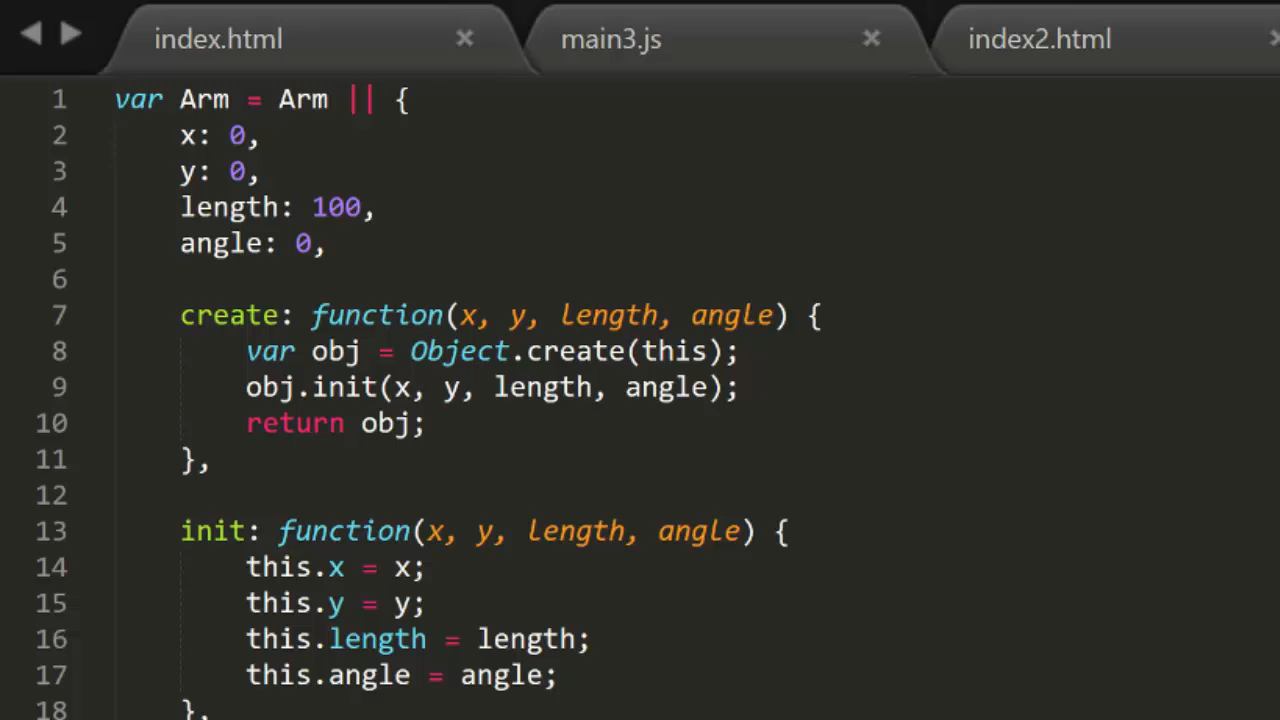 index.html × main3.js × index2.html
1 var Arm = Arm || {
2 x: 0,
3 y: 0,
4 length: 100,
5 angle: 0,
6
7 create: function(x, y, length, angle) {
8 var obj = Object.create(this);
9 obj.init(x, y, length, angle);
10 return obj;
11 },
12
13 init: function(x, y, length, angle) {
14 this.x = x;
15 this.y = y;
16 this.length = length;
17 this.angle = angle;
18 },